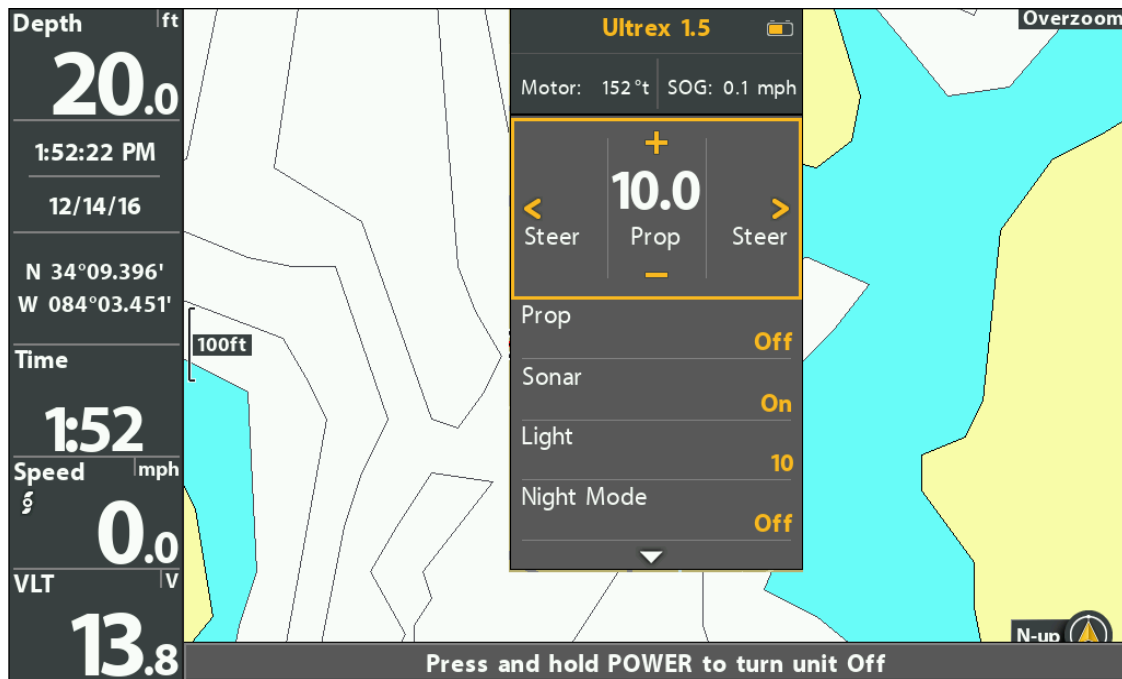 Depth ft
20.0
1:52:22 PM
12/14/16
N 34°09.396'
W 084°03.451'
Time
1:52
Speed mph
0.0
VLT V
13.8
100ft
Ultrex 1.5
Motor: 152°t SOG: 0.1 mph
+
10.0
< >
Steer Prop Steer
−
Prop
Off
Sonar
On
Light
10
Night Mode
Off
Overzoom
N-up
Press and hold POWER to turn unit Off